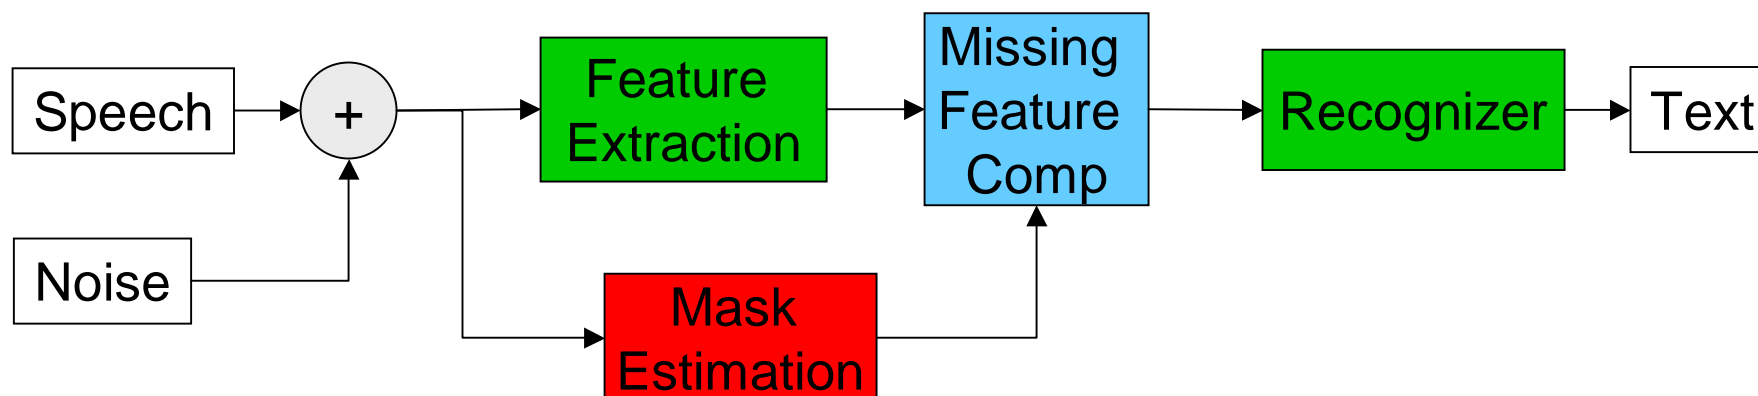 Speech
+
Feature
Extraction
Missing
Feature
Comp
Recognizer
Text
Noise
Mask
Estimation